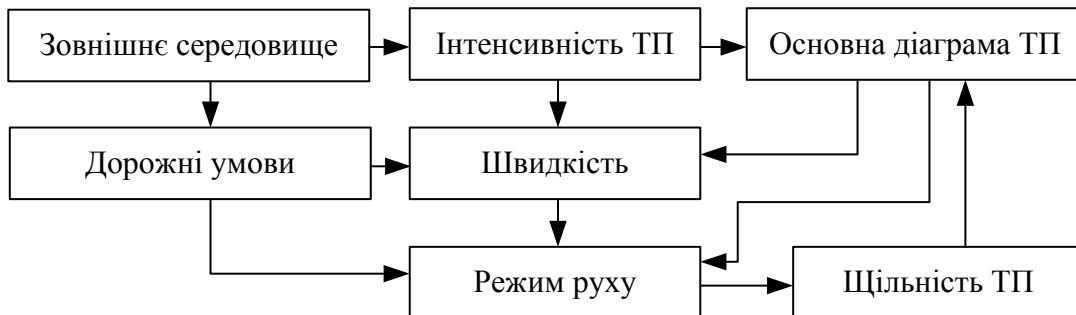 Зовнішнє середовище
Інтенсивність ТП
Основна діаграма ТП
Дорожні умови
Швидкість
Режим руху
Щільність ТП